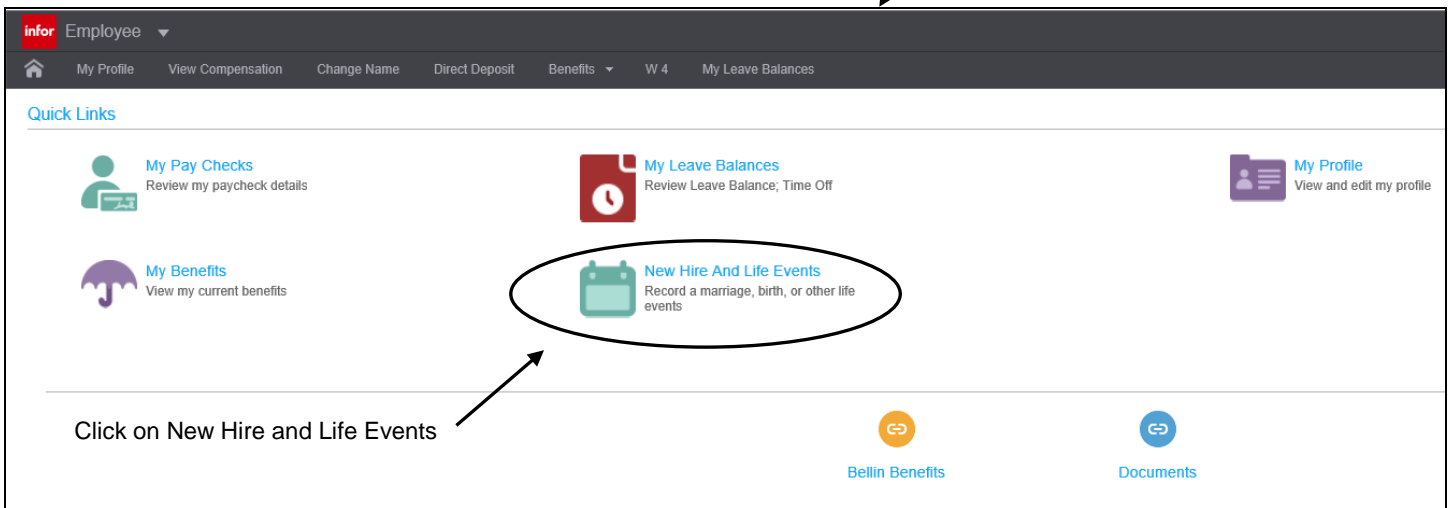 infor Employee
My Profile View Compensation Change Name Direct Deposit Benefits W 4 My Leave Balances
Quick Links
My Pay Checks
Review my paycheck details
My Leave Balances
Review Leave Balance; Time Off
My Profile
View and edit my profile
My Benefits
View my current benefits
New Hire And Life Events
Record a marriage, birth, or other life
events
Click on New Hire and Life Events
Bellin Benefits
Documents